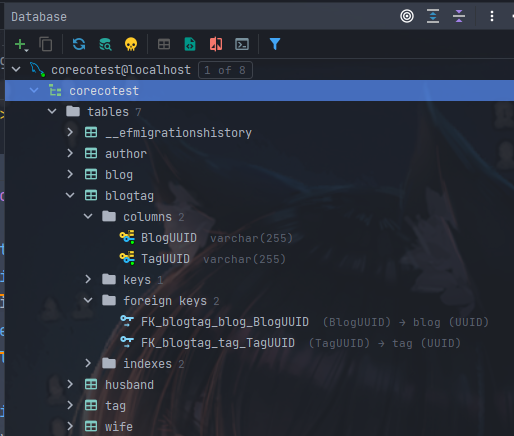 Database
corecotest@localhost 1 of 8
corecotest
tables 7
__efmigrationshistory
author
blog
blogtag
columns 2
BlogUUID varchar(255)
TagUUID varchar(255)
keys 1
foreign keys 2
FK_blogtag_blog_BlogUUID (BlogUUID) → blog (UUID)
FK_blogtag_tag_TagUUID (TagUUID) → tag (UUID)
indexes 2
husband
tag
wife